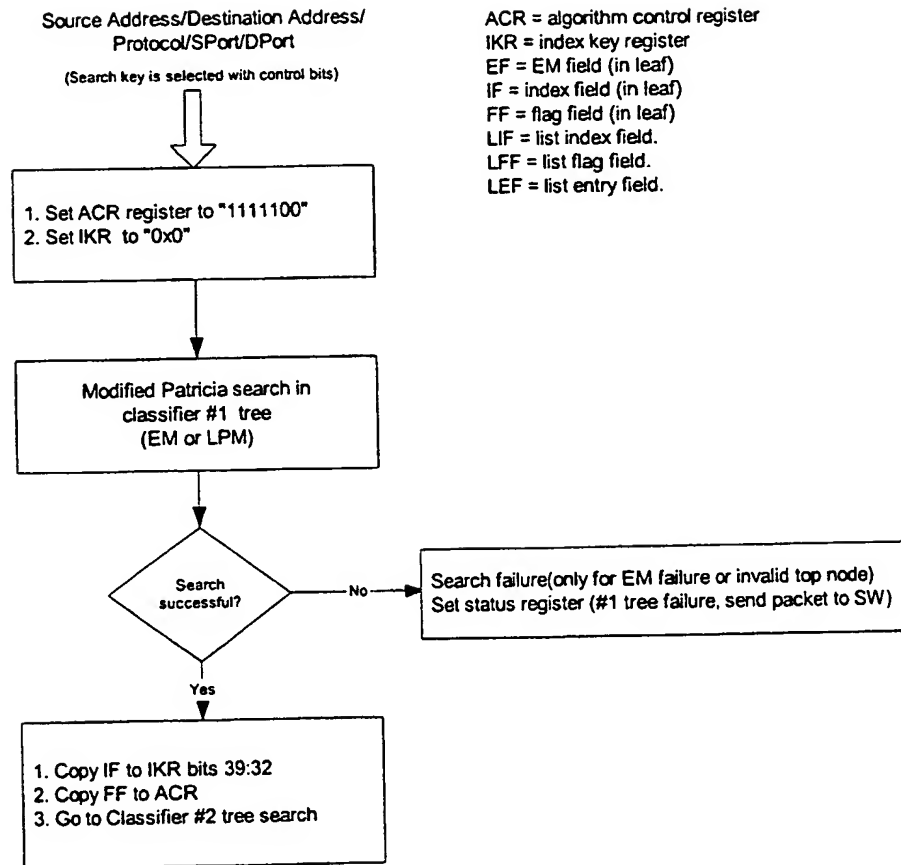 Source Address/Destination Address/
Protocol/SPort/DPort
(Search key is selected with control bits)
ACR = algorithm control register
IKR = index key register
EF = EM field (in leaf)
IF = index field (in leaf)
FF = flag field (in leaf)
LIF = list index field.
LFF = list flag field.
LEF = list entry field.
1. Set ACR register to "1111100"
2. Set IKR to "0x0"
Modified Patricia search in
classifier #1 tree
(EM or LPM)
Search
successful?
No
Search failure(only for EM failure or invalid top node)
Set status register (#1 tree failure, send packet to SW)
Yes
1. Copy IF to IKR bits 39:32
2. Copy FF to ACR
3. Go to Classifier #2 tree search